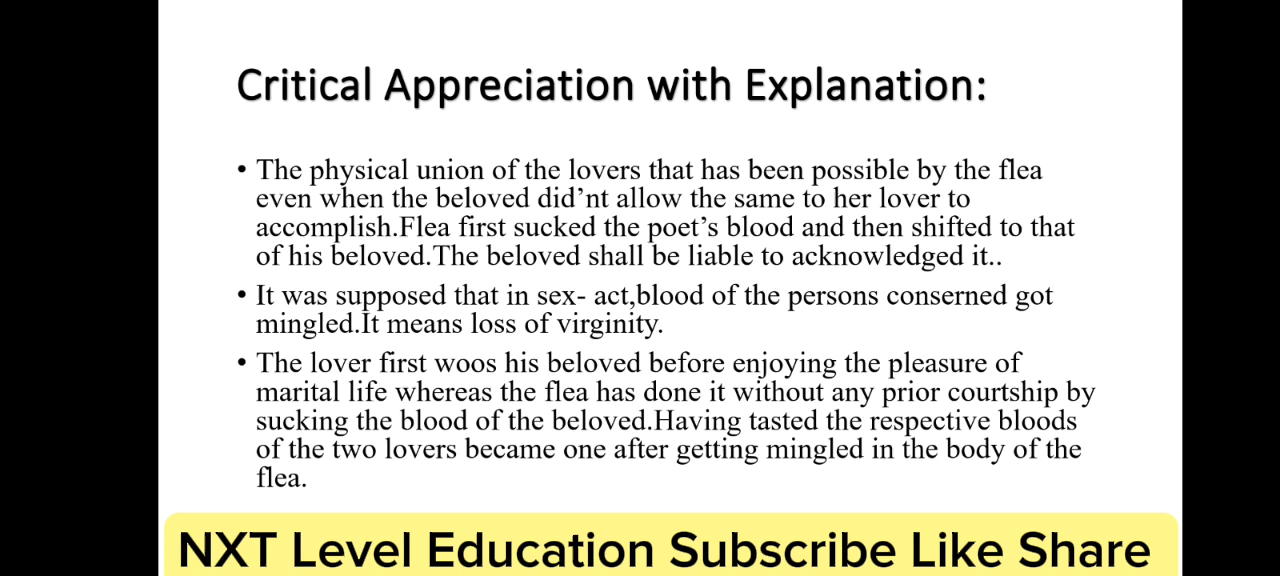 Critical Appreciation with Explanation:
• The physical union of the lovers that has been possible by the flea
even when the beloved did’nt allow the same to her lover to
accomplish.Flea first sucked the poet’s blood and then shifted to that
of his beloved.The beloved shall be liable to acknowledged it..
• It was supposed that in sex- act,blood of the persons conserned got
mingled.It means loss of virginity.
• The lover first woos his beloved before enjoying the pleasure of
marital life whereas the flea has done it without any prior courtship by
sucking the blood of the beloved.Having tasted the respective bloods
of the two lovers became one after getting mingled in the body of the
flea.
NXT Level Education Subscribe Like Share